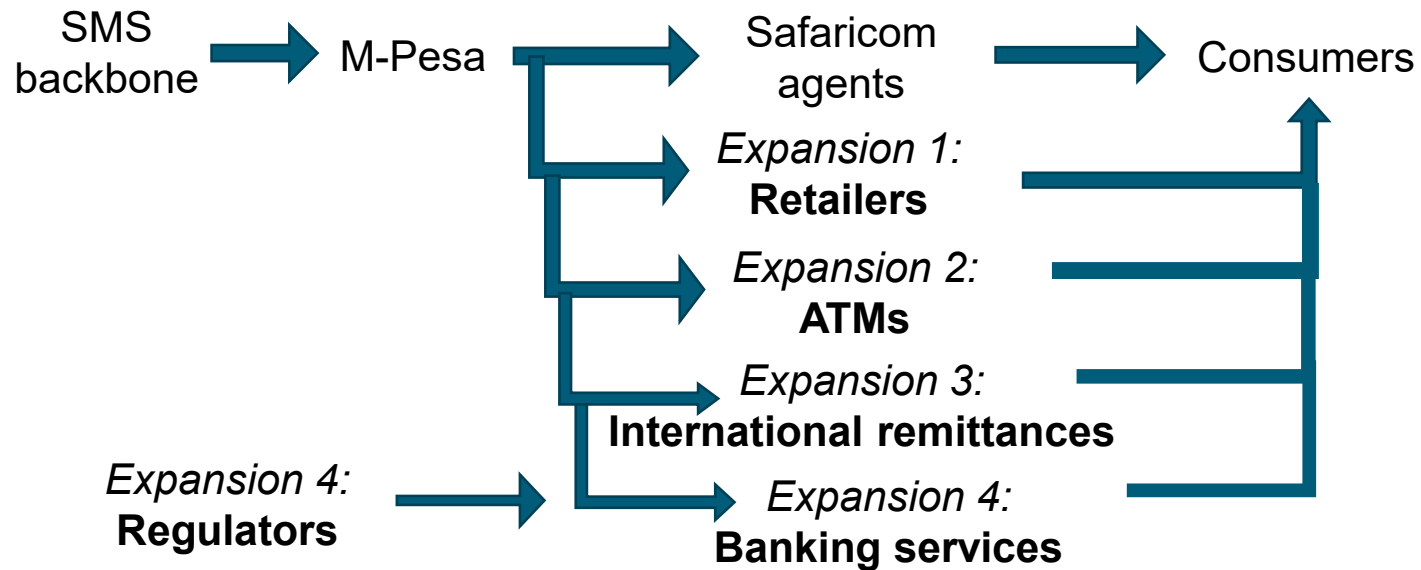 SMS
backbone
M-Pesa
Safaricom
agents
Consumers
Expansion 1:
Retailers
Expansion 2:
ATMs
Expansion 3:
International remittances
Expansion 4:
Regulators
Expansion 4:
Banking services